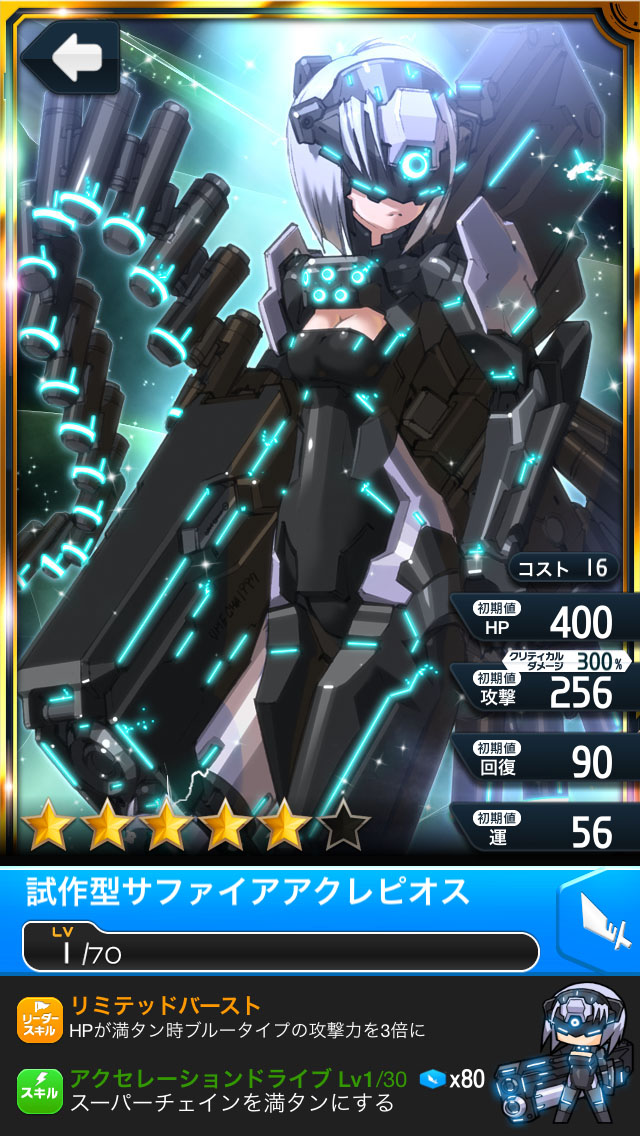 コスト 16
初期値
HP 400
クリティカル
ダメージ 300%
初期値
攻撃 256
初期値
回復 90
初期値
運 56
試作型サファイアアクレピオス
LV
1 /70
リーダー
スキル
リミテッドバースト
HPが満タン時ブルータイプの攻撃力を3倍に
スキル
アクセレーションドライブ Lv1/30 x80
スーパーチェインを満タンにする